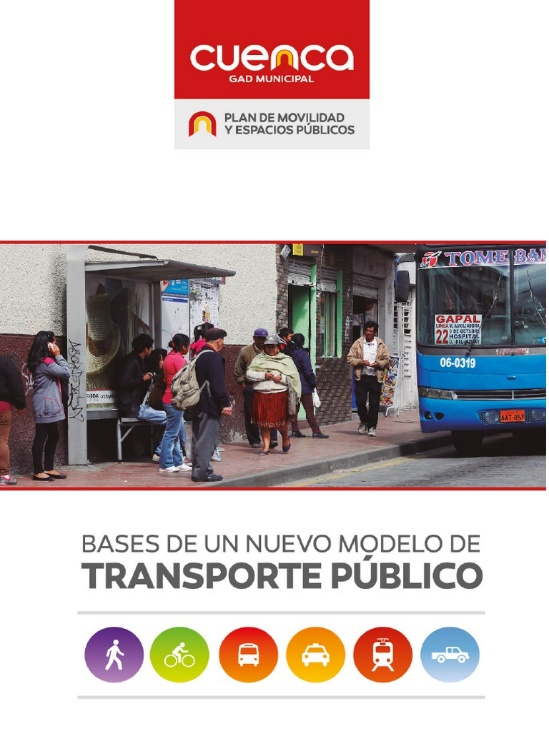 cuenca
GAD MUNICIPAL
PLAN DE MOVILIDAD
Y ESPACIOS PÚBLICOS
TOME BAM
GAPAL
22
HOSPITAL
06-0319
BASES DE UN NUEVO MODELO DE
TRANSPORTE PÚBLICO